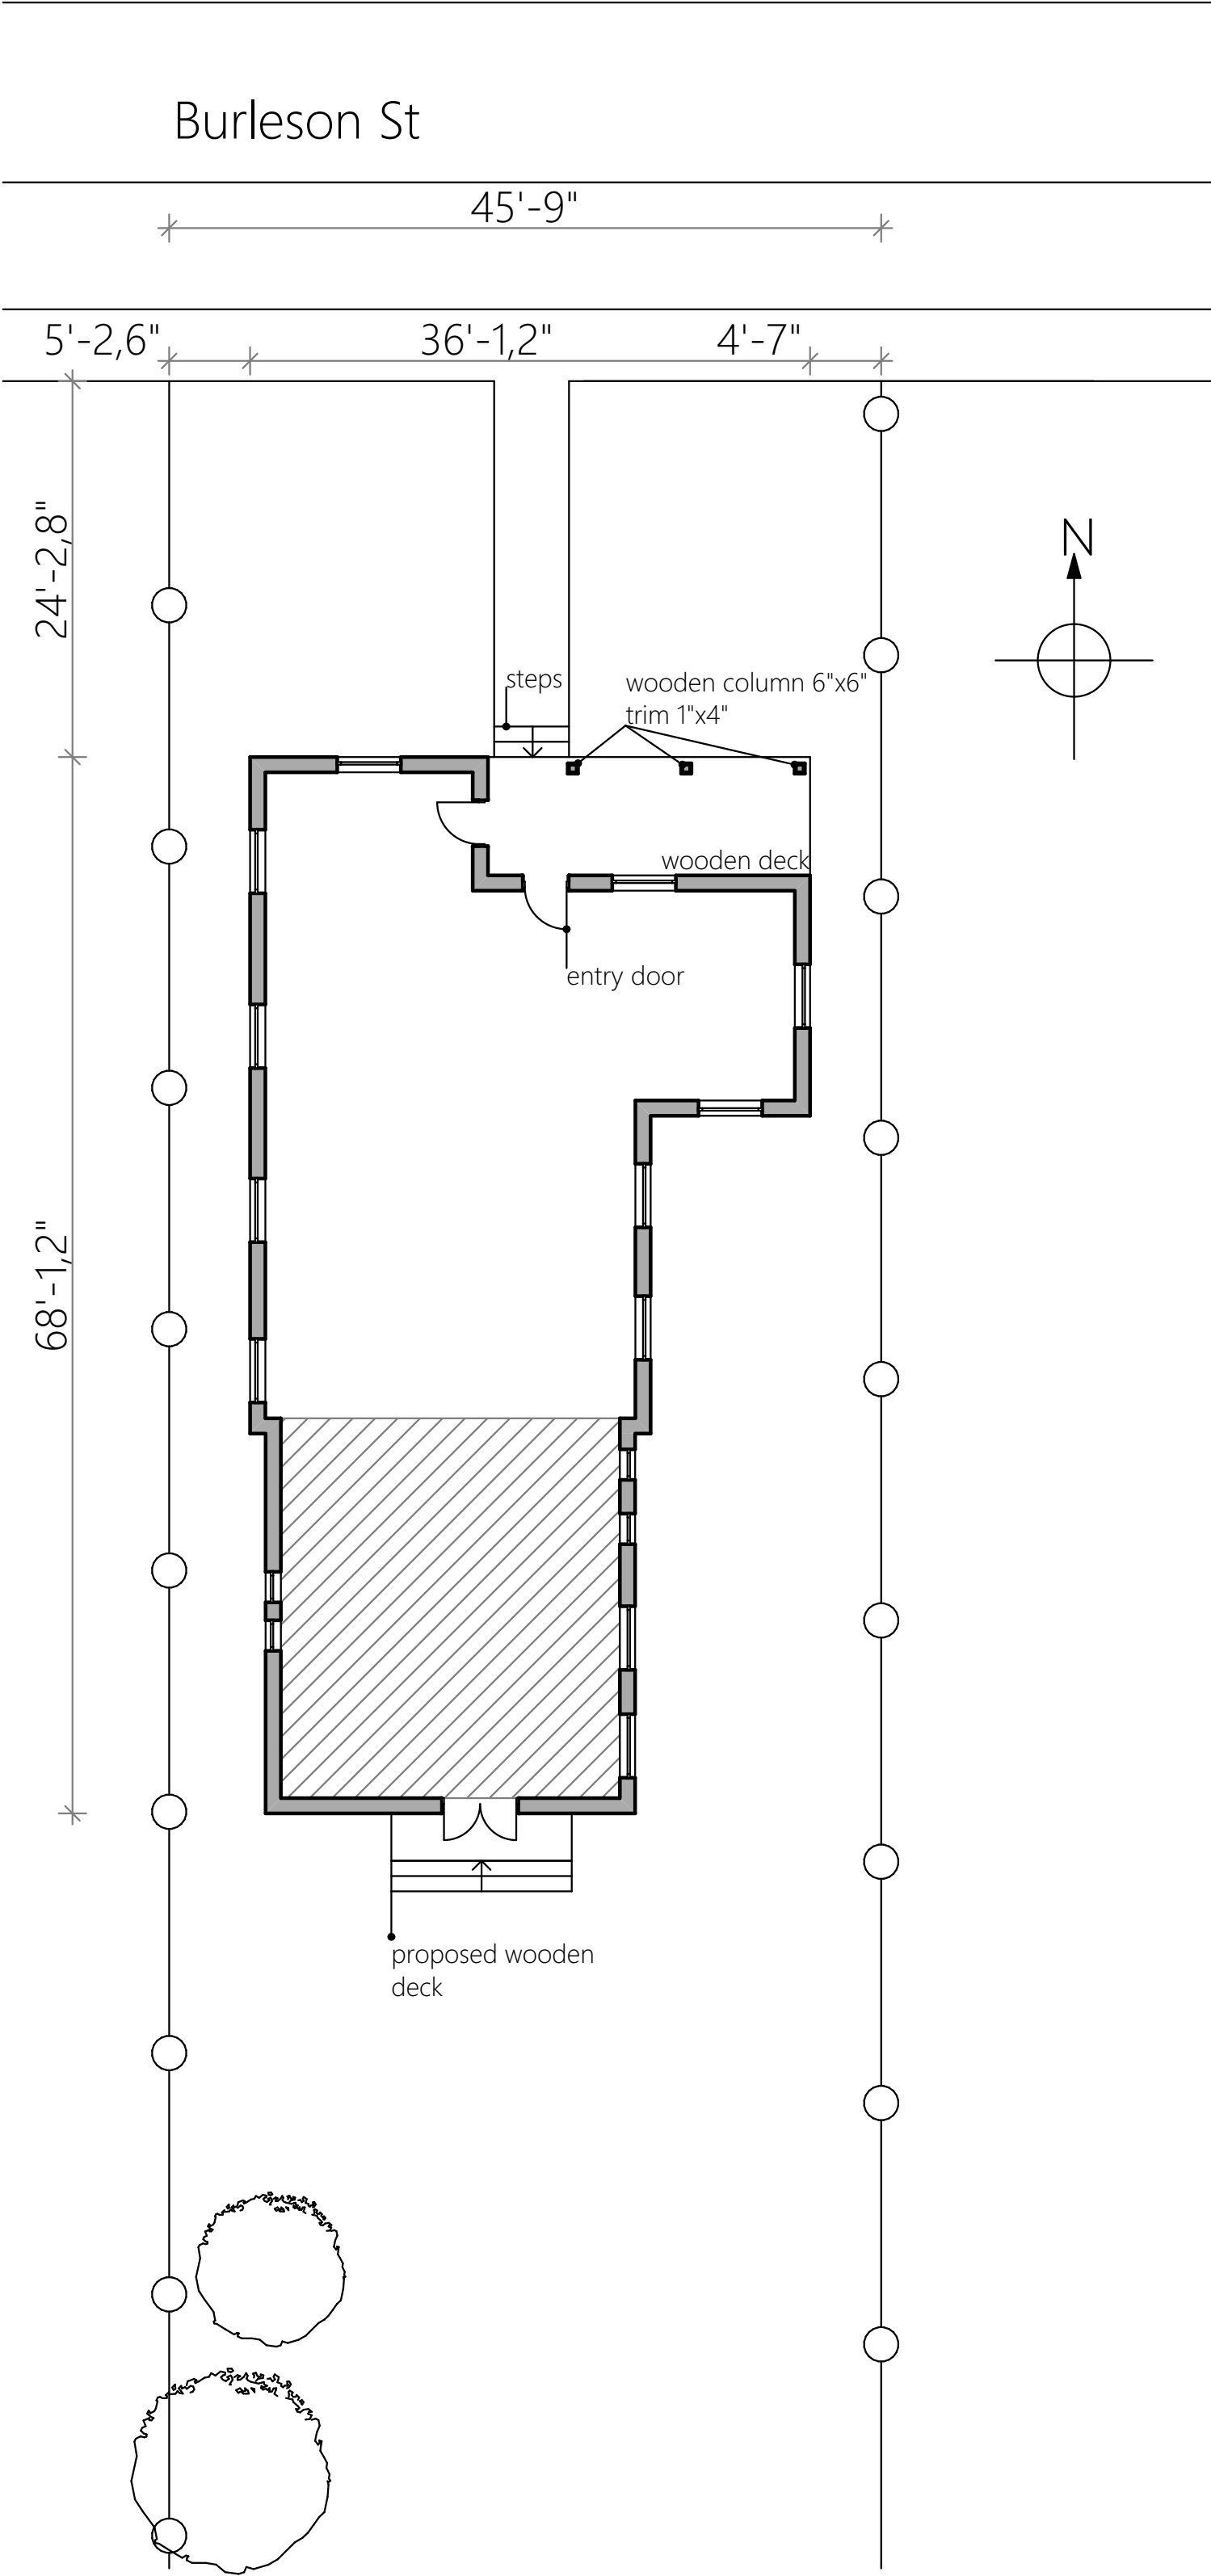 Burleson St
45'-9"
5'-2,6"
36'-1,2"
4'-7"
24'-2,8"
N
steps
wooden column 6"x6"
trim 1"x4"
wooden deck
entry door
68'-1,2"
proposed wooden
deck